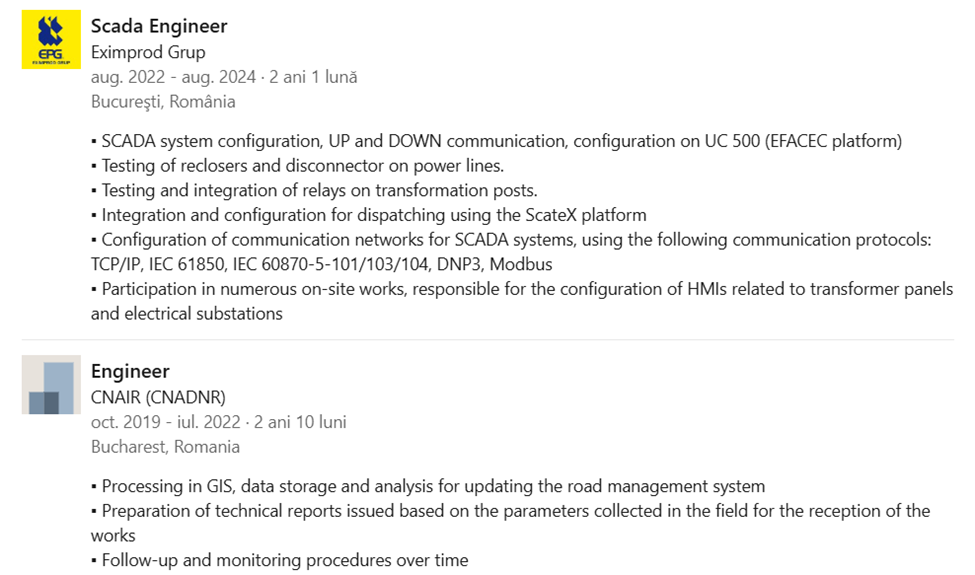 EPG
EXIMPROD GRUP
Scada Engineer
Eximprod Grup
aug. 2022 - aug. 2024 · 2 ani 1 lună
Bucureşti, România
▪ SCADA system configuration, UP and DOWN communication, configuration on UC 500 (EFACEC platform)
▪ Testing of reclosers and disconnector on power lines.
▪ Testing and integration of relays on transformation posts.
▪ Integration and configuration for dispatching using the ScateX platform
▪ Configuration of communication networks for SCADA systems, using the following communication protocols:
TCP/IP, IEC 61850, IEC 60870-5-101/103/104, DNP3, Modbus
▪ Participation in numerous on-site works, responsible for the configuration of HMIs related to transformer panels
and electrical substations
Engineer
CNAIR (CNADNR)
oct. 2019 - iul. 2022 · 2 ani 10 luni
Bucharest, Romania
▪ Processing in GIS, data storage and analysis for updating the road management system
▪ Preparation of technical reports issued based on the parameters collected in the field for the reception of the
works
▪ Follow-up and monitoring procedures over time